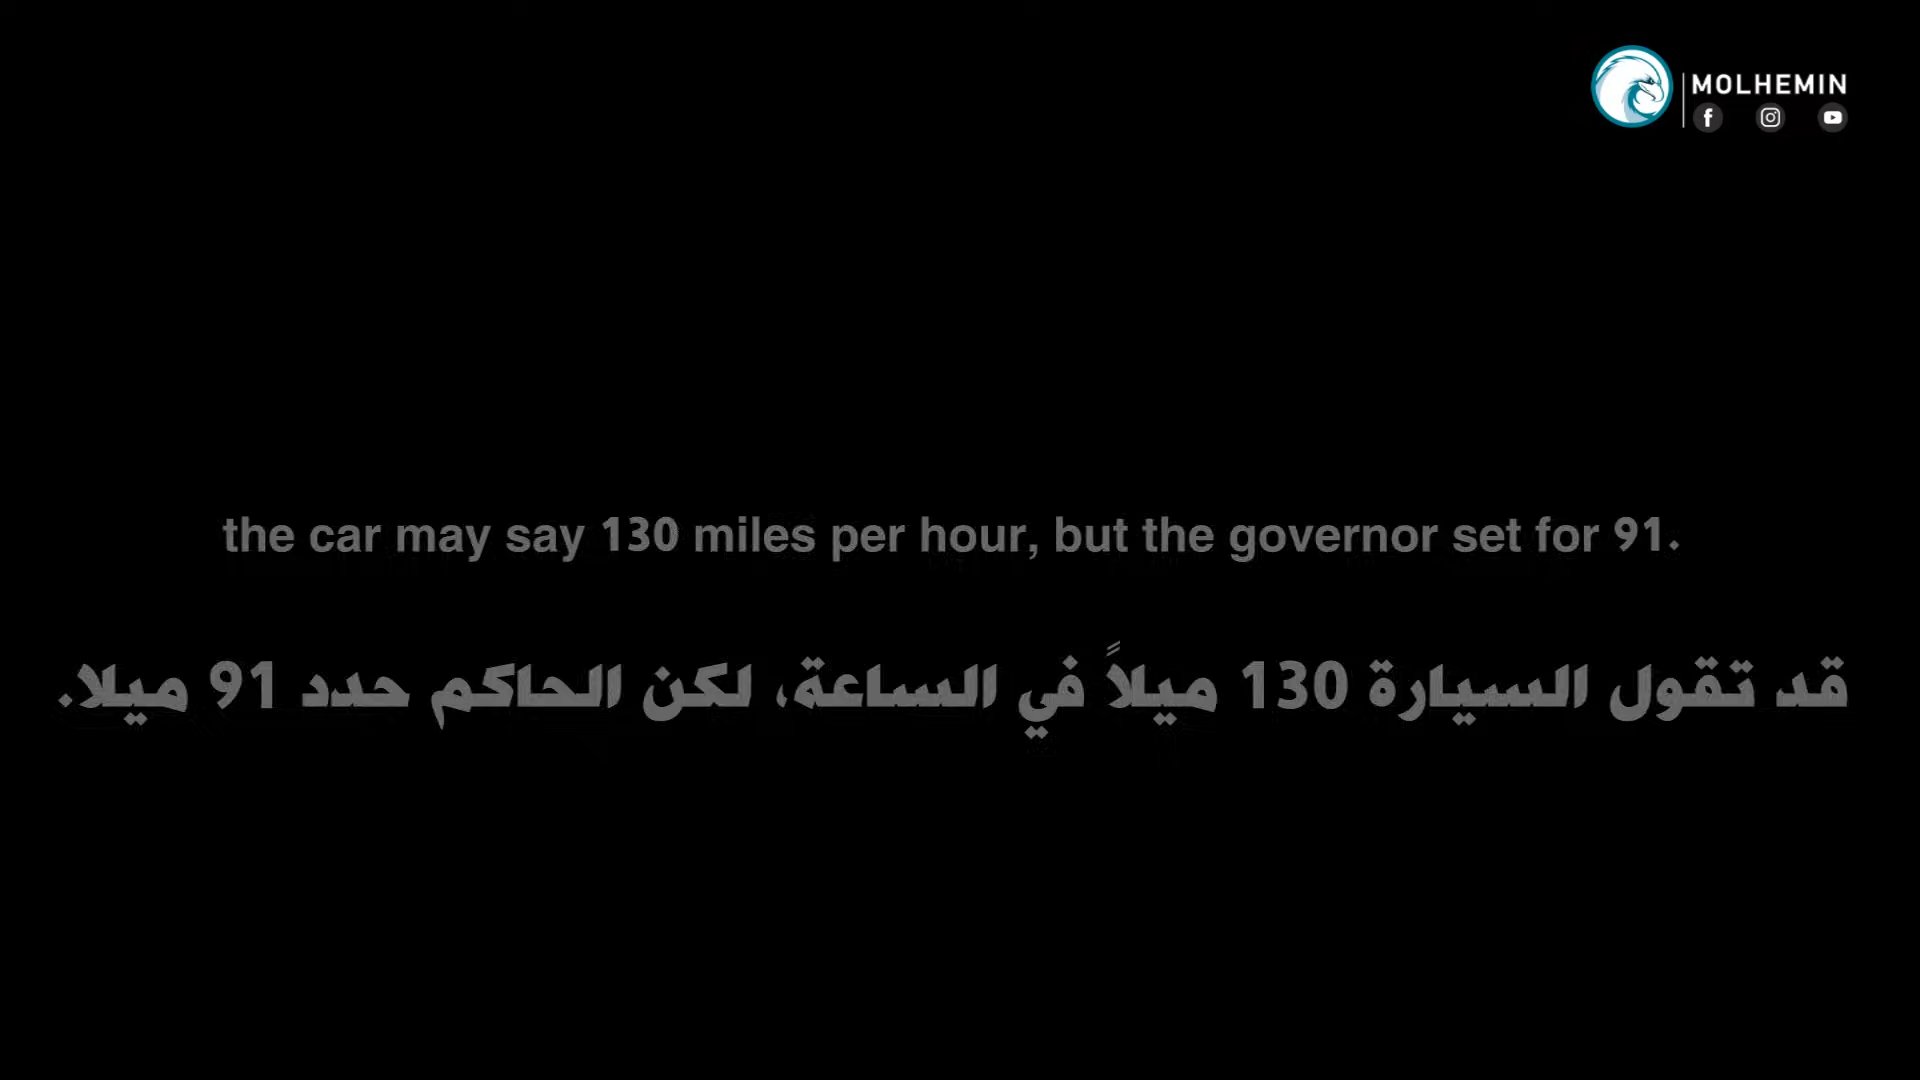 MOLHEMIN
the car may say 130 miles per hour, but the governor set for 91.
قد تقول السيارة 130 ميلاً في الساعة، لكن الحاكم حدد 91 ميلا.